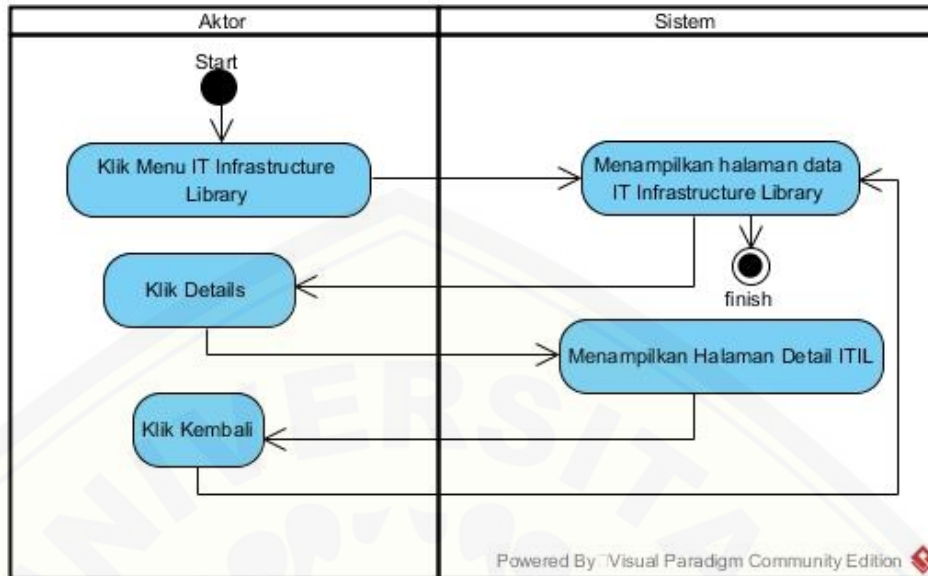 Aktor
Sistem
Start
Klik Menu IT Infrastructure
Library
Menampilkan halaman data
IT Infrastructure Library
Klik Details
finish
Menampilkan Halaman Detail ITIL
Klik Kembali
UNIVERSITA
Powered By Visual Paradigm Community Edition